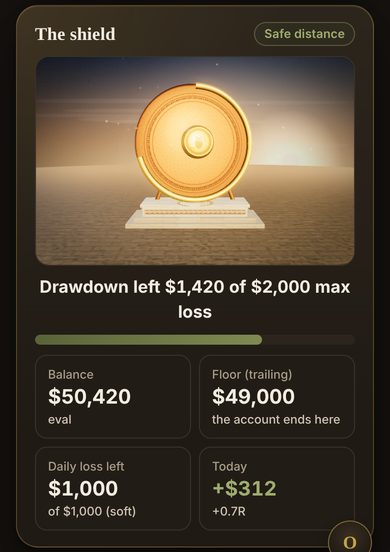 The shield
Safe distance
Drawdown left $1,420 of $2,000 max
loss
Balance
$50,420
eval
Floor (trailing)
$49,000
the account ends here
Daily loss left
$1,000
of $1,000 (soft)
Today
+$312
+0.7R
O